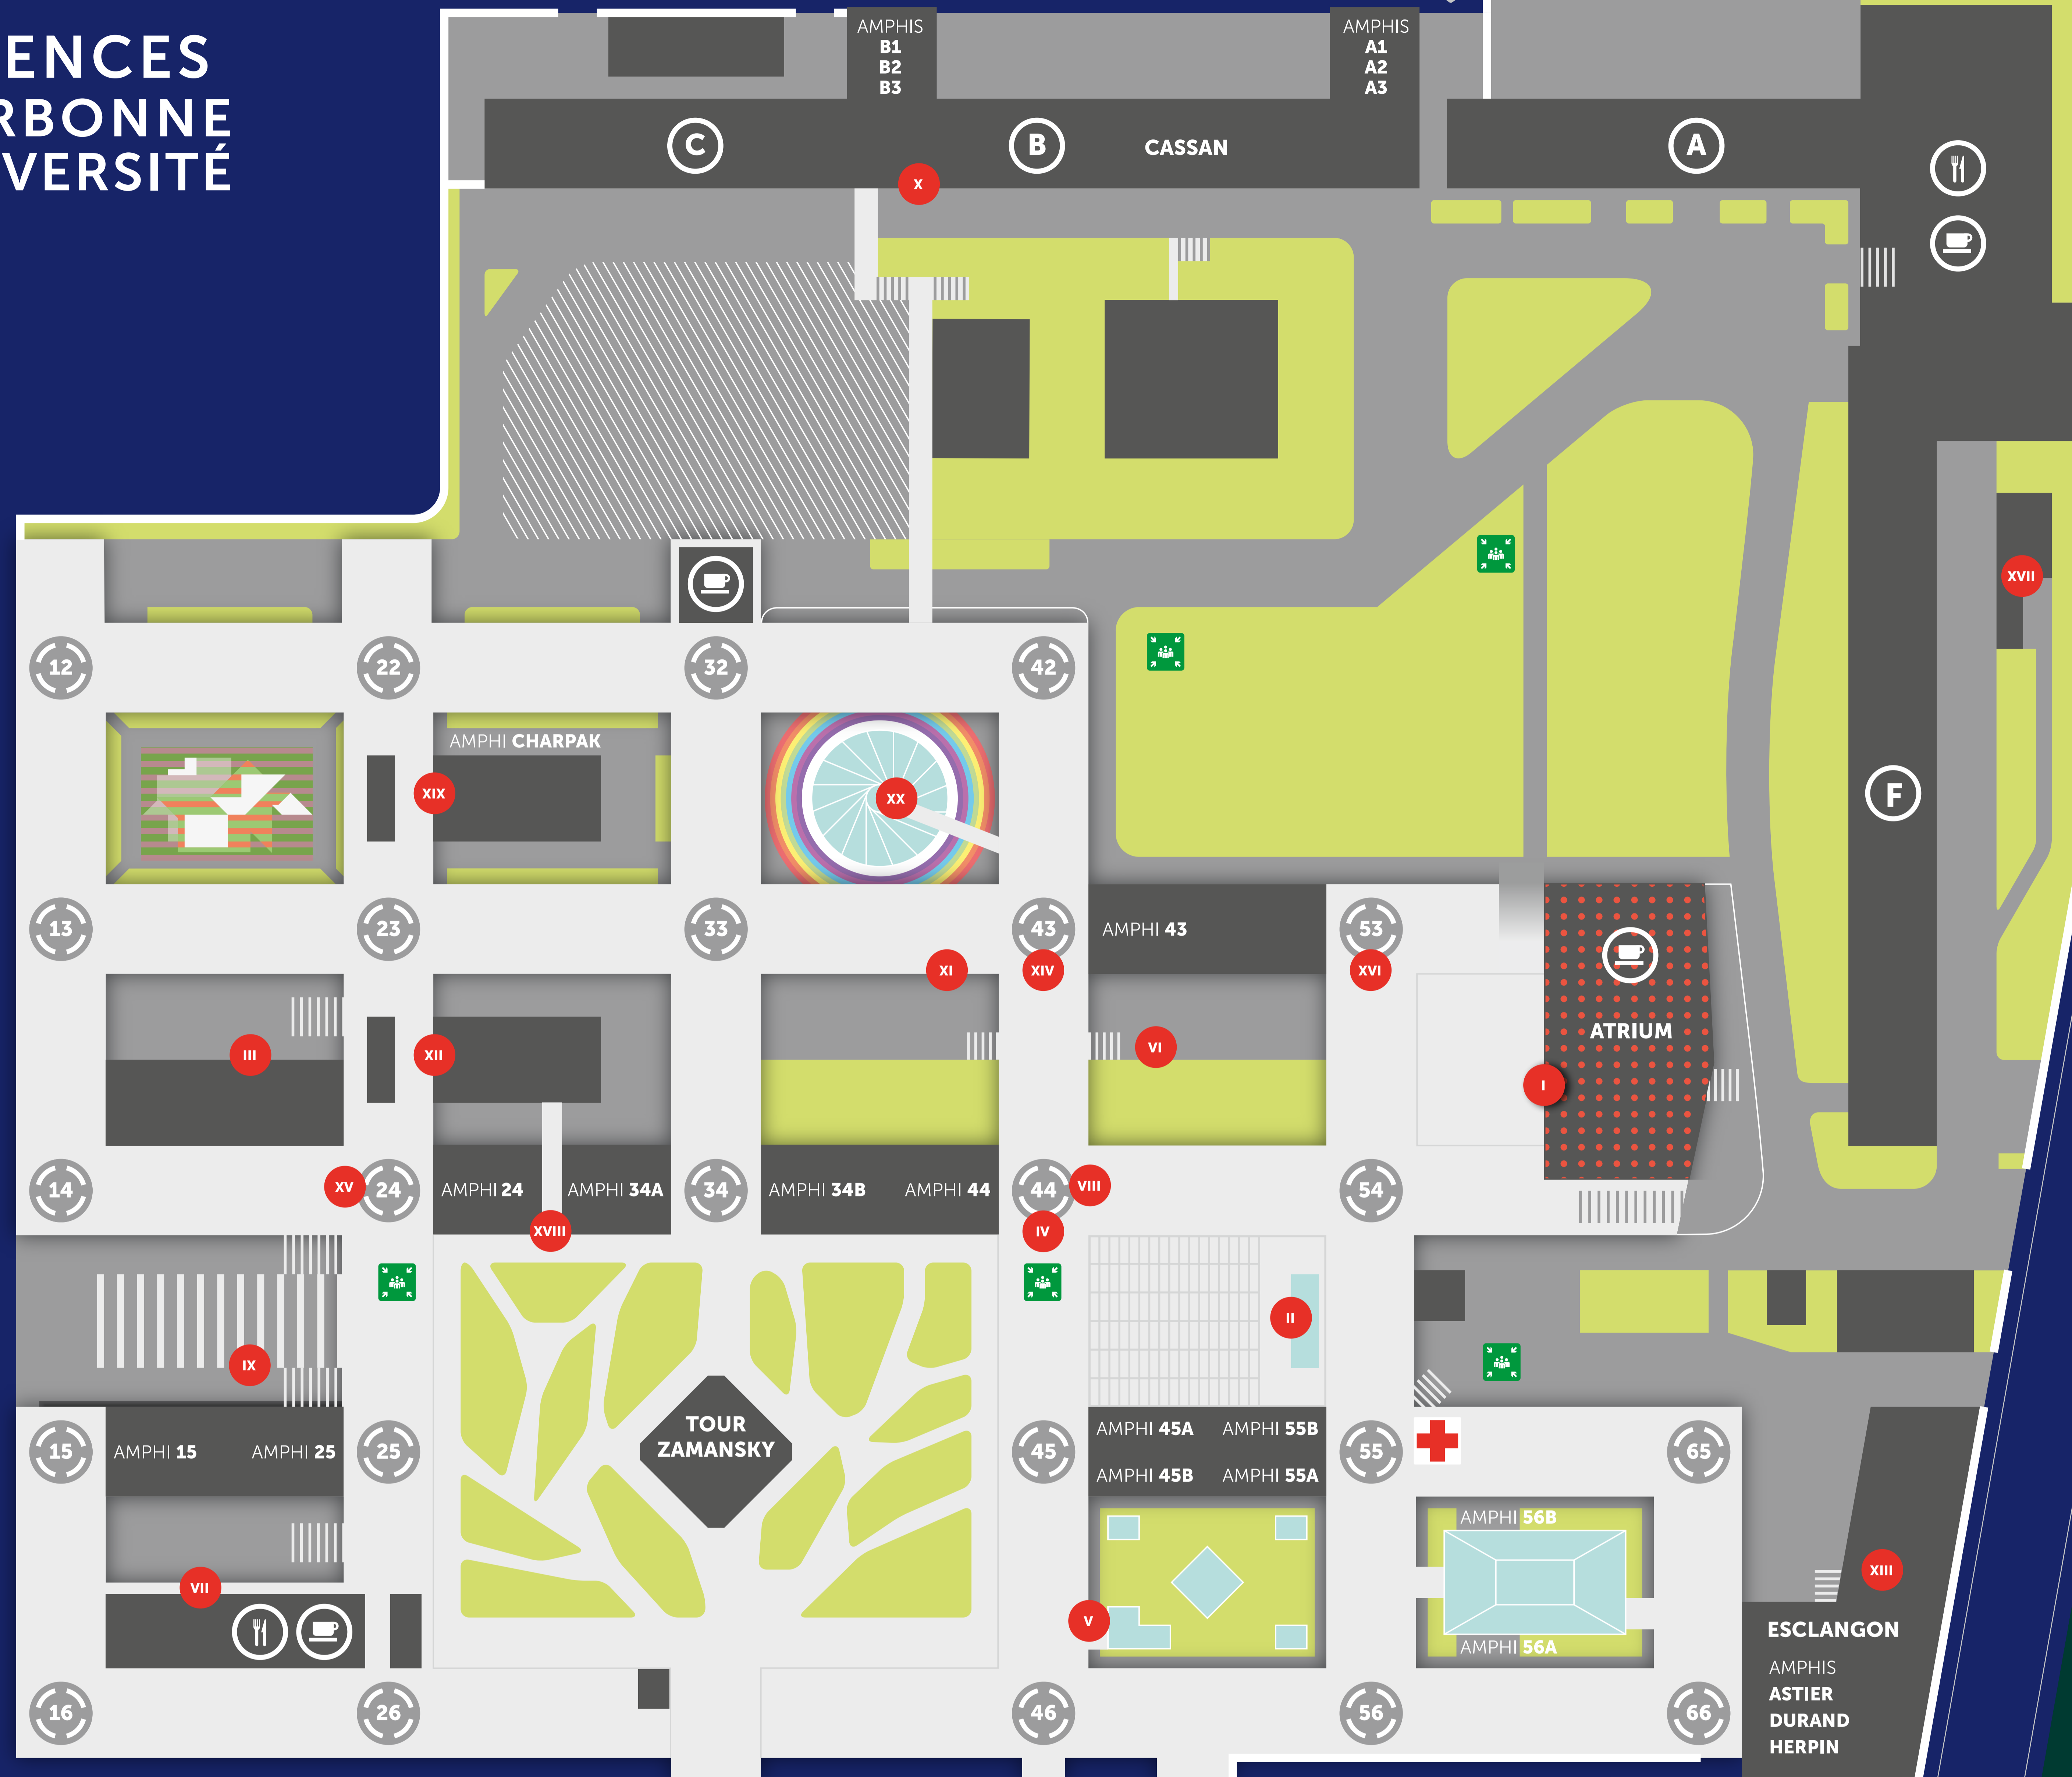 ENCES
RBONNE
VERSITÉ
AMPHIS
B1
B2
B3
AMPHIS
A1
A2
A3
C
B
CASSAN
A
X
XVII
12
22
32
42
AMPHI CHARPAK
XIX
XX
F
13
23
33
43
AMPHI 43
53
XI
XIV
XVI
ATRIUM
III
XII
VI
I
14
XV
24
AMPHI 24
AMPHI 34A
34
AMPHI 34B
AMPHI 44
44
VIII
54
XVIII
IV
II
IX
TOUR
ZAMANSKY
15
AMPHI 15
AMPHI 25
25
45
AMPHI 45A
AMPHI 55B
AMPHI 45B
AMPHI 55A
55
65
AMPHI 56B
XIII
VII
V
AMPHI 56A
ESCLANGON
AMPHIS
ASTIER
DURAND
HERPIN
16
26
46
56
66